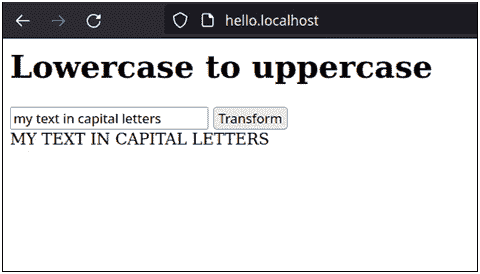 hello.localhost
Lowercase to uppercase
my text in capital letters Transform
MY TEXT IN CAPITAL LETTERS